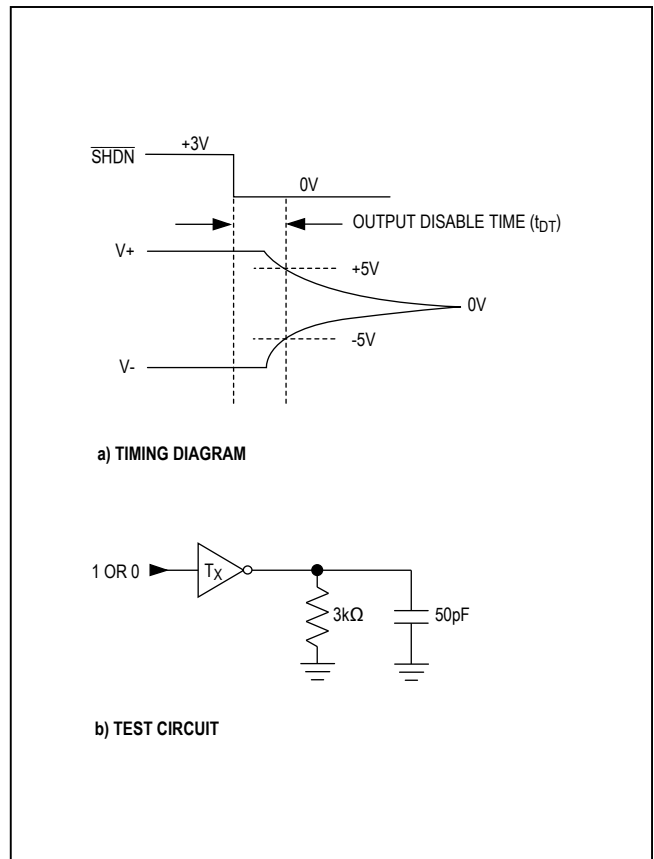 SHDN
+3V
0V
OUTPUT DISABLE TIME (tDT)
V+
+5V
0V
-5V
V-
a) TIMING DIAGRAM
1 OR 0
TX
3kΩ
50pF
b) TEST CIRCUIT